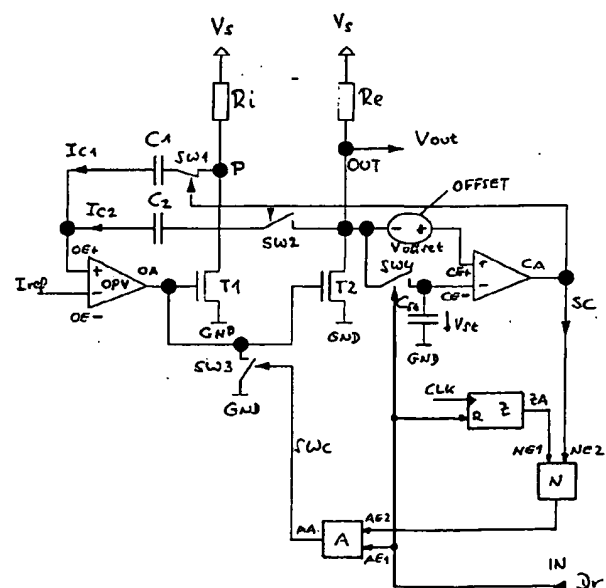 Vs
Vs
Ri
Re
C1
IC1
SW1
P
Vout
OUT
OFFSET
IC2
C2
SW2
- +
Voffset
OE+
+
OPV
OA
Iref
-
OE-
T1
T2
SW4
CE+
+
CA
CE-
-
Cst
Vst
SC
GND
GND
GND
SW3
GND
CLK
Z
ZA
R
NE1
NE2
SWC
N
AA
A
AE2
AE1
IN
Dr